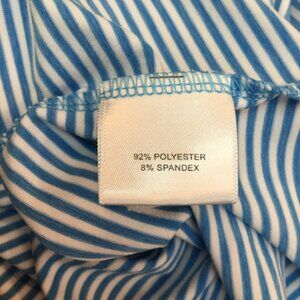 92% POLYESTER
8% SPANDEX